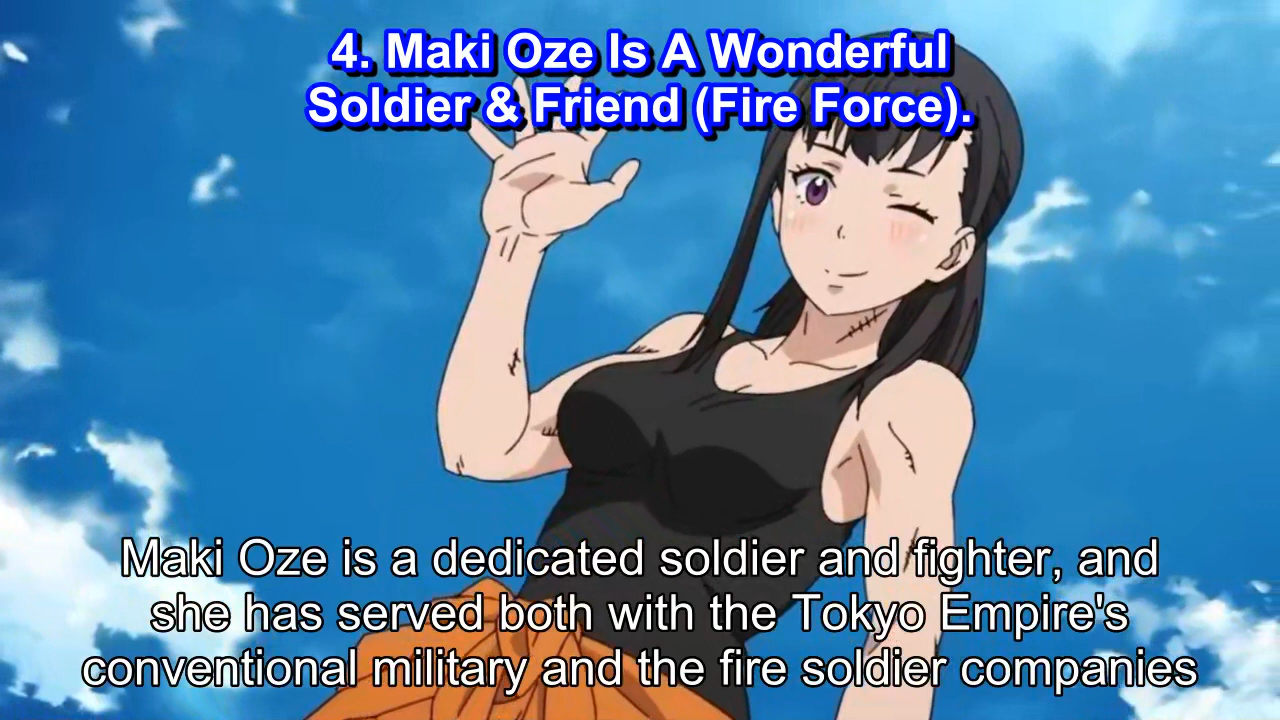 4. Maki Oze Is A Wonderful
Soldier & Friend (Fire Force).
Maki Oze is a dedicated soldier and fighter, and
she has served both with the Tokyo Empire's
conventional military and the fire soldier companies